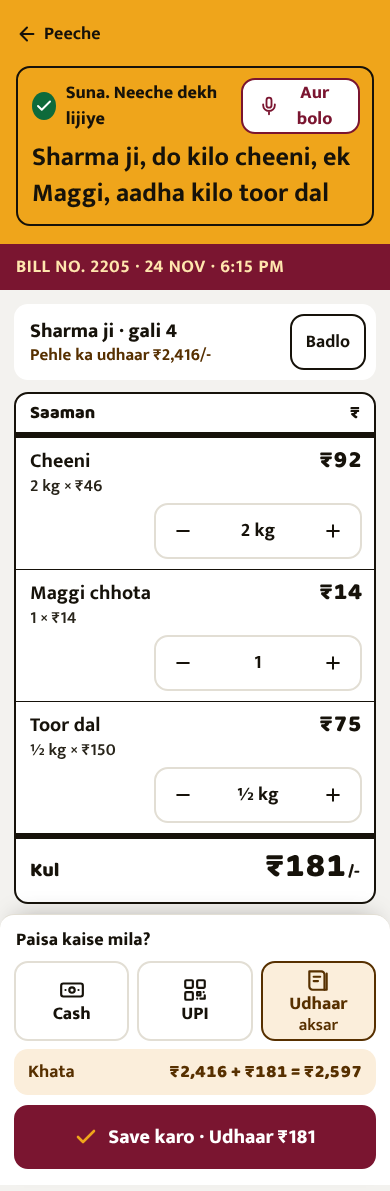 Peeche
Suna. Neeche dekh
lijiye
Aur
bolo
Sharma ji, do kilo cheeni, ek
Maggi, aadha kilo toor dal
BILL NO. 2205 · 24 NOV · 6:15 PM
Sharma ji · gali 4
Pehle ka udhaar ₹2,416/-
Badlo
Saaman ₹
Cheeni ₹92
2 kg × ₹46
− 2 kg +
Maggi chhota ₹14
1 × ₹14
− 1 +
Toor dal ₹75
½ kg × ₹150
− ½ kg +
Kul ₹181/-
Paisa kaise mila?
Cash
UPI
Udhaar
aksar
Khata ₹2,416 + ₹181 = ₹2,597
Save karo · Udhaar ₹181